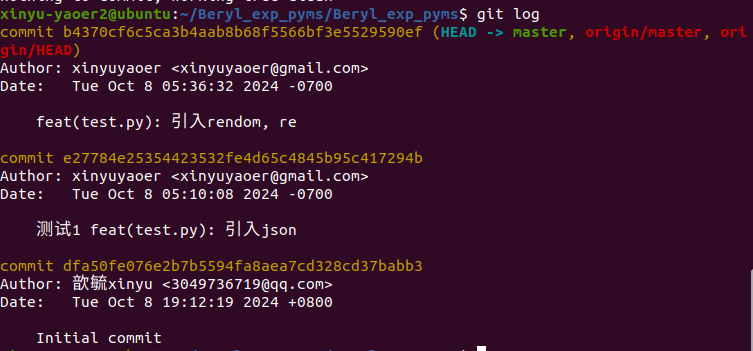 xinyu-yaoer2@ubuntu:~/Beryl_exp_pyms/Beryl_exp_pyms$ git log
commit b4370cf6c5ca3b4aab8b68f5566bf3e5529590ef (HEAD -> master, origin/master, ori
gin/HEAD)
Author: xinyuyaoer <xinyuyaoer@gmail.com>
Date:   Tue Oct 8 05:36:32 2024 -0700
feat(test.py): 引入rendom, re
commit e27784e25354423532fe4d65c4845b95c417294b
Author: xinyuyaoer <xinyuyaoer@gmail.com>
Date:   Tue Oct 8 05:10:08 2024 -0700
测试1 feat(test.py): 引入json
commit dfa50fe076e2b7b5594fa8aea7cd328cd37babb3
Author: 歆毓xinyu <3049736719@qq.com>
Date:   Tue Oct 8 19:12:19 2024 +0800
Initial commit